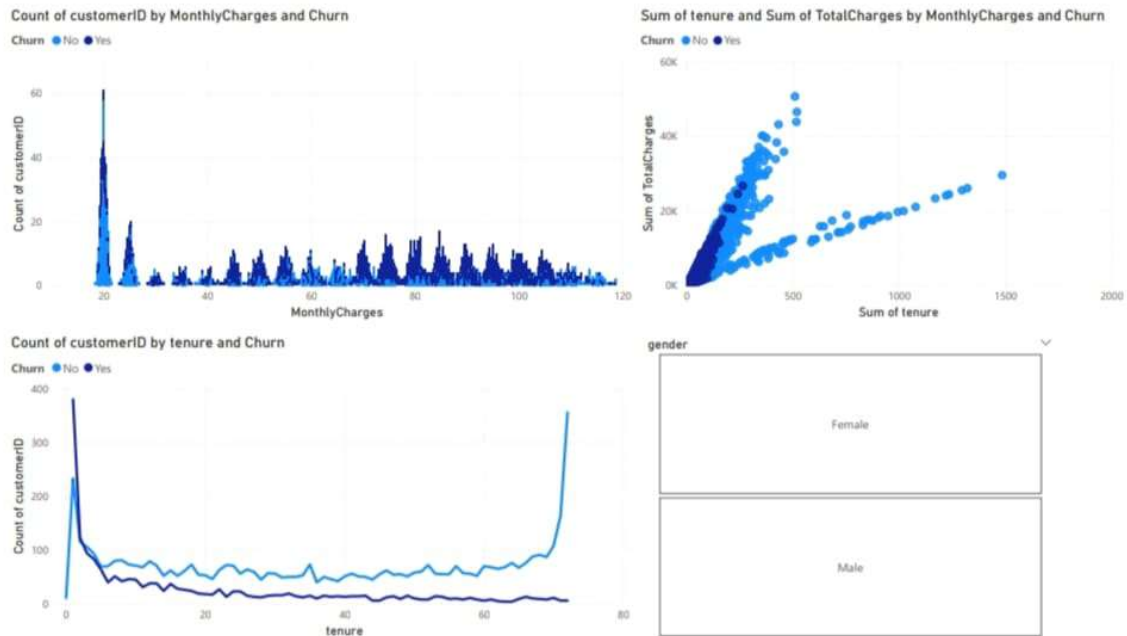 Count of customerID by MonthlyCharges and Churn
Churn No Yes
Count of customerID
60
40
20
0
20 40 60 80 100 120
MonthlyCharges
Sum of tenure and Sum of TotalCharges by MonthlyCharges and Churn
Churn No Yes
Sum of TotalCharges
60K
40K
20K
0K
0 500 1000 1500 2000
Sum of tenure
Count of customerID by tenure and Churn
Churn No Yes
Count of customerID
400
300
200
100
0
0 20 40 60 80
tenure
gender
Female
Male